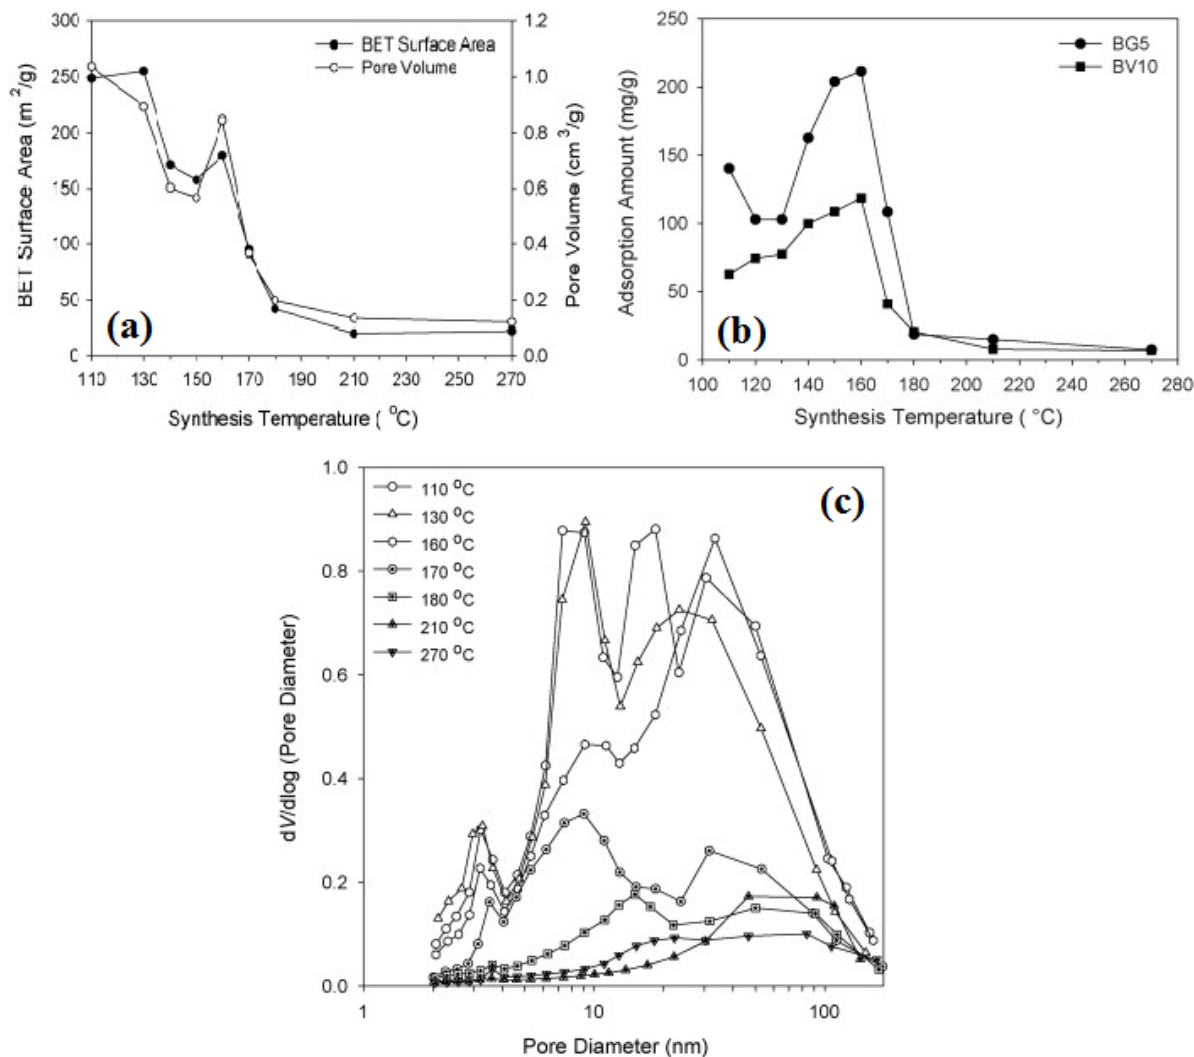 300
250
200
150
100
50
0
BET Surface Area (m²/g)
BET Surface Area
Pore Volume
(a)
1.2
1.0
0.8
0.6
0.4
0.2
0.0
Pore Volume (cm³/g)
110 130 150 170 190 210 230 250 270
Synthesis Temperature ( °C)
250
200
150
100
50
0
Adsorption Amount (mg/g)
BG5
BV10
(b)
100 120 140 160 180 200 220 240 260 280
Synthesis Temperature ( °C)
1.0
0.8
0.6
0.4
0.2
0.0
dV/dlog (Pore Diameter)
110 °C
130 °C
160 °C
170 °C
180 °C
210 °C
270 °C
(c)
1 10 100
Pore Diameter (nm)